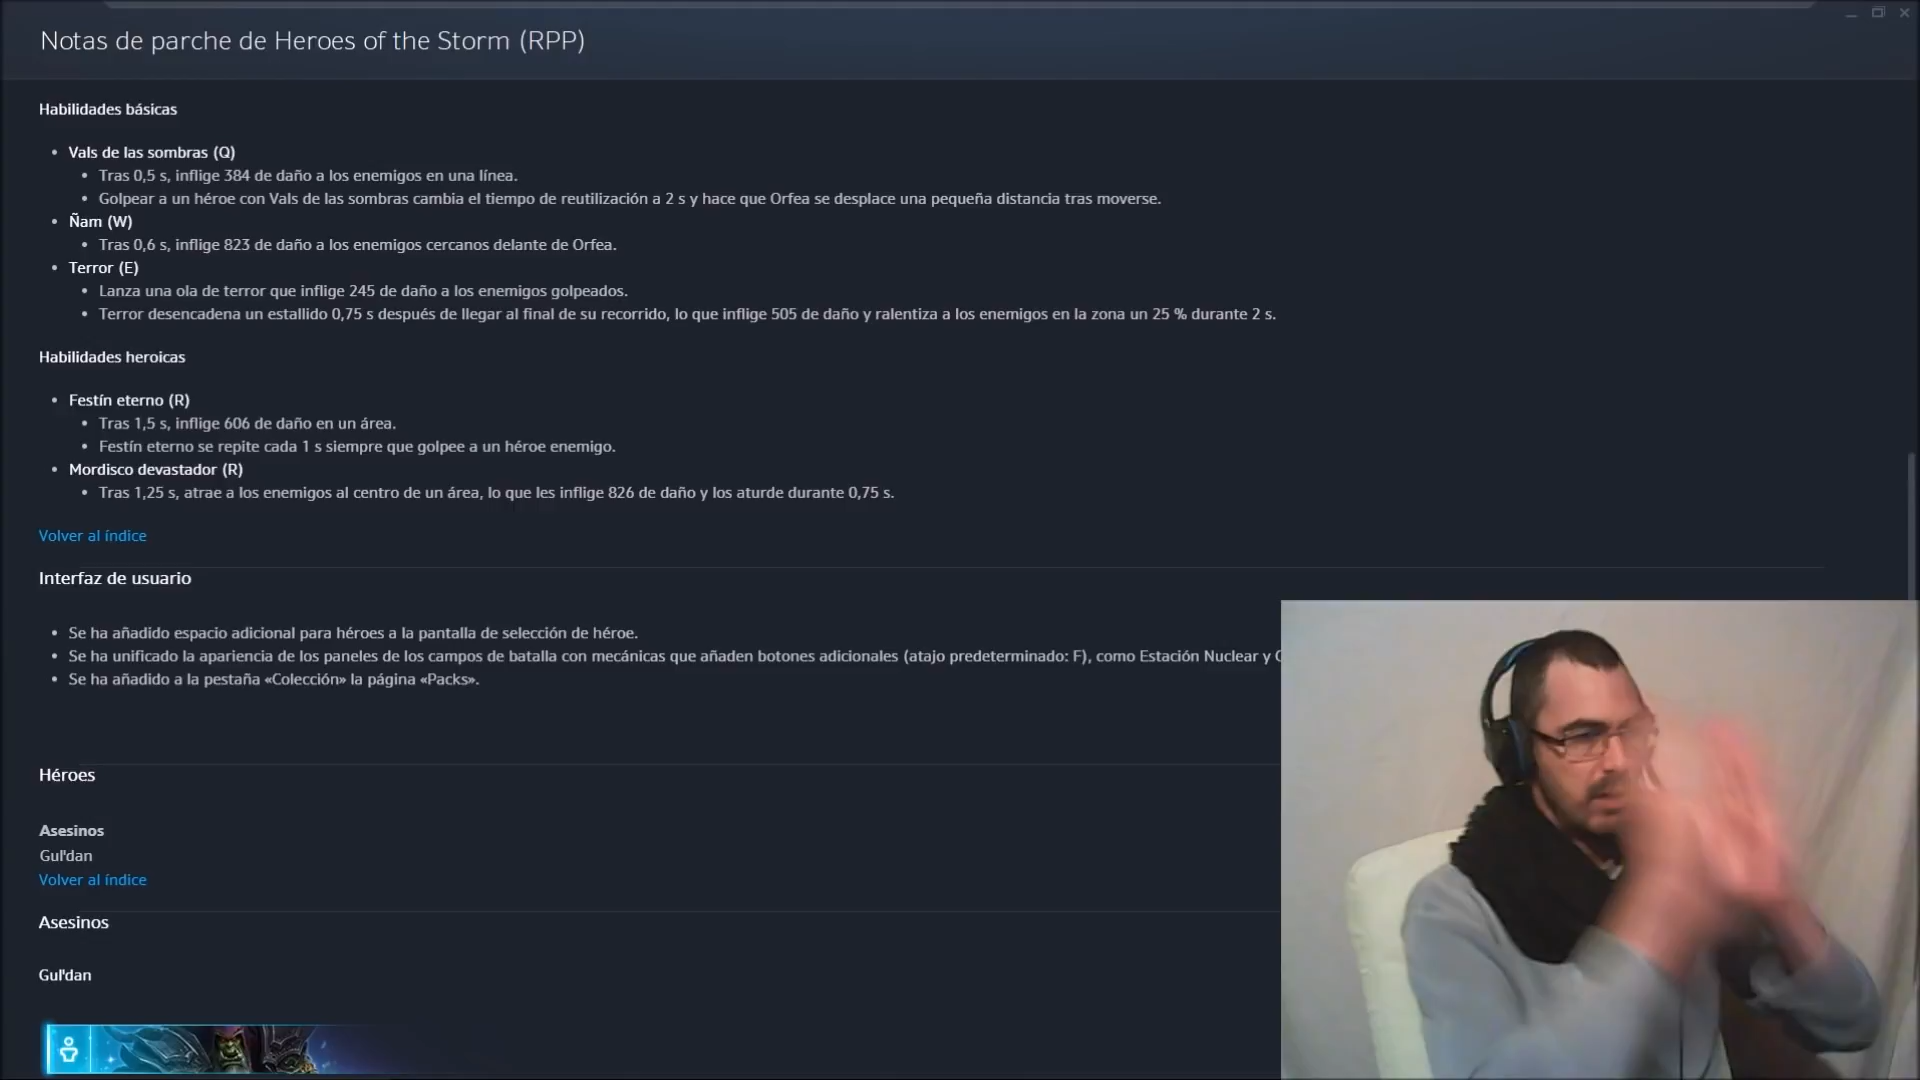 Notas de parche de Heroes of the Storm (RPP)
Habilidades básicas
Vals de las sombras (Q)
Tras 0,5 s, inflige 384 de daño a los enemigos en una línea.
Golpear a un héroe con Vals de las sombras cambia el tiempo de reutilización a 2 s y hace que Orfea se desplace una pequeña distancia tras moverse.
Ñam (W)
Tras 0,6 s, inflige 823 de daño a los enemigos cercanos delante de Orfea.
Terror (E)
Lanza una ola de terror que inflige 245 de daño a los enemigos golpeados.
Terror desencadena un estallido 0,75 s después de llegar al final de su recorrido, lo que inflige 505 de daño y ralentiza a los enemigos en la zona un 25 % durante 2 s.
Habilidades heroicas
Festín eterno (R)
Tras 1,5 s, inflige 606 de daño en un área.
Festín eterno se repite cada 1 s siempre que golpee a un héroe enemigo.
Mordisco devastador (R)
Tras 1,25 s, atrae a los enemigos al centro de un área, lo que les inflige 826 de daño y los aturde durante 0,75 s.
Volver al índice
Interfaz de usuario
Se ha añadido espacio adicional para héroes a la pantalla de selección de héroe.
Se ha unificado la apariencia de los paneles de los campos de batalla con mecánicas que añaden botones adicionales (atajo predeterminado: F), como Estación Nuclear y
Se ha añadido a la pestaña «Colección» la página «Packs».
Héroes
Asesinos
Gul'dan
Volver al índice
Asesinos
Gul'dan